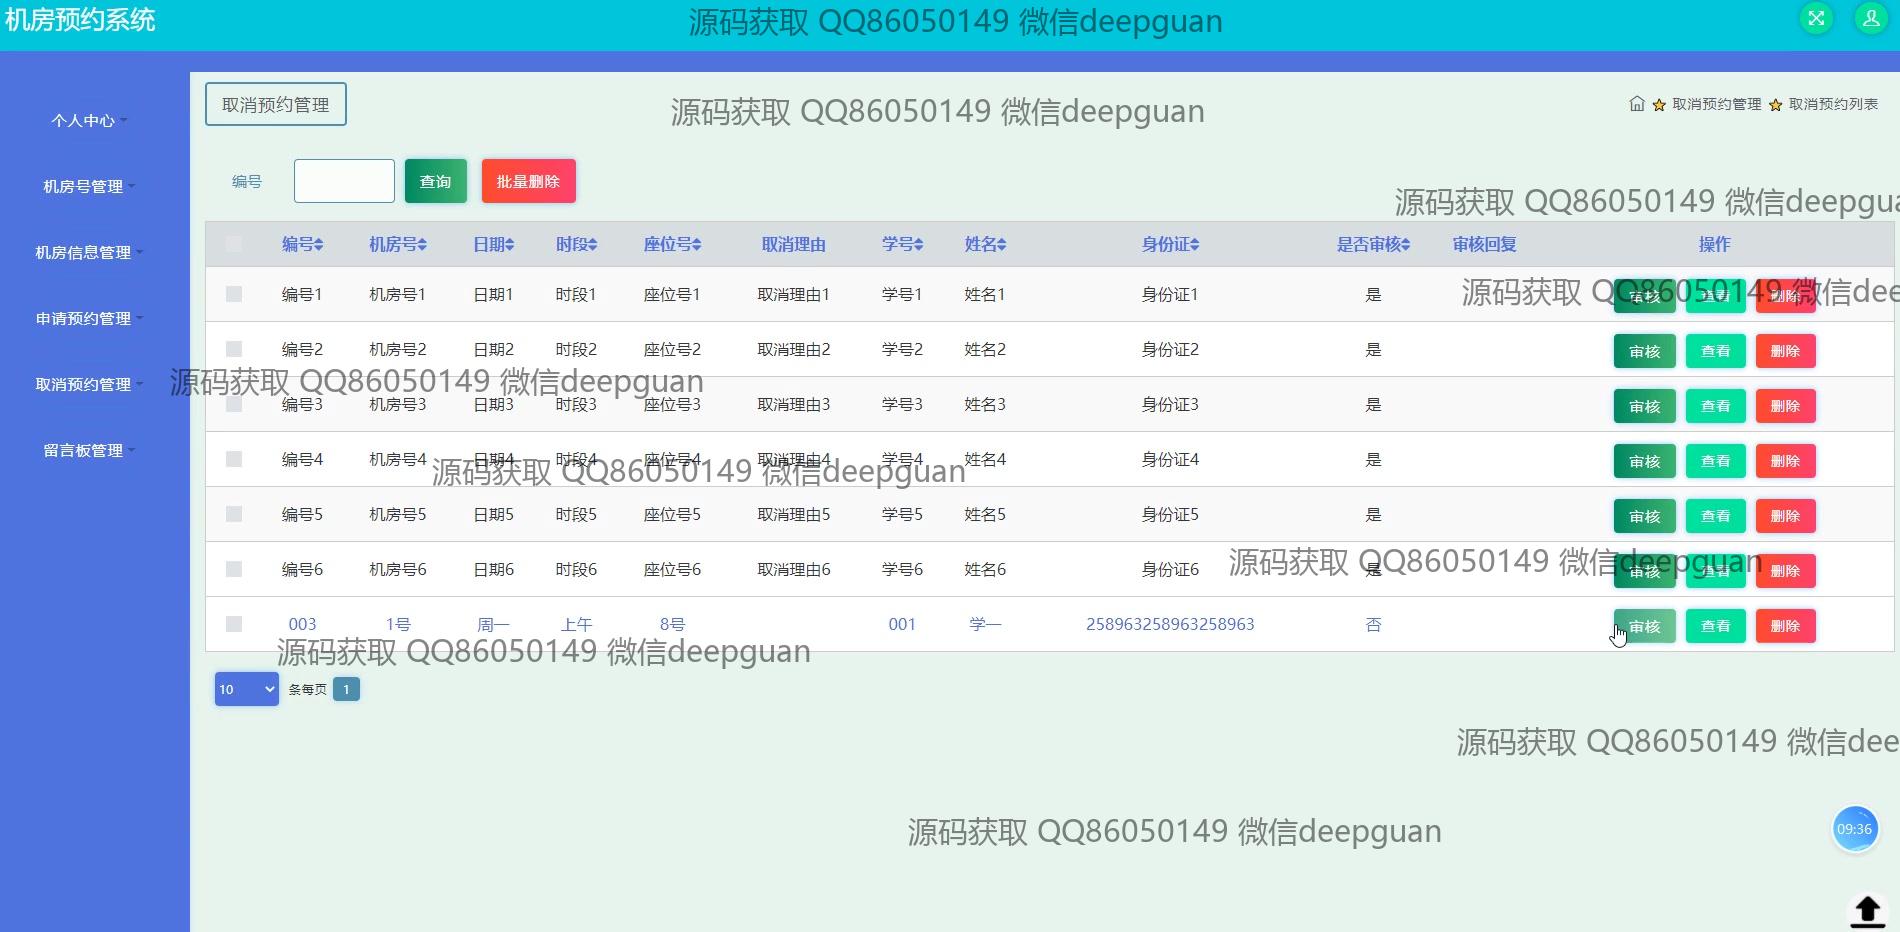 机房预约系统
源码获取 QQ86050149 微信deepguan
个人中心
机房号管理
机房信息管理
申请预约管理
取消预约管理
留言板管理
取消预约管理
源码获取 QQ86050149 微信deepguan
取消预约管理 取消预约列表
编号 查询 批量删除
源码获取 QQ86050149 微信deepgua
编号 机房号 日期 时段 座位号 取消理由 学号 姓名 身份证 是否审核 审核回复 操作
编号1 机房号1 日期1 时段1 座位号1 取消理由1 学号1 姓名1 身份证1 是 审核 查看 删除
源码获取 QQ86050149 微信dee
编号2 机房号2 日期2 时段2 座位号2 取消理由2 学号2 姓名2 身份证2 是 审核 查看 删除
源码获取 QQ86050149 微信deepguan
编号3 机房号3 日期3 时段3 座位号3 取消理由3 学号3 姓名3 身份证3 是 审核 查看 删除
编号4 机房号4 日期4 时段4 座位号4 取消理由4 学号4 姓名4 身份证4 是 审核 查看 删除
源码获取 QQ86050149 微信deepguan
编号5 机房号5 日期5 时段5 座位号5 取消理由5 学号5 姓名5 身份证5 是 审核 查看 删除
源码获取 QQ86050149 微信deepguan
编号6 机房号6 日期6 时段6 座位号6 取消理由6 学号6 姓名6 身份证6 是 审核 查看 删除
003 1号 周一 上午 8号 001 学一 258963258963258963 否 审核 查看 删除
源码获取 QQ86050149 微信deepguan
10 条每页 1
源码获取 QQ86050149 微信dee
源码获取 QQ86050149 微信deepguan
09:36